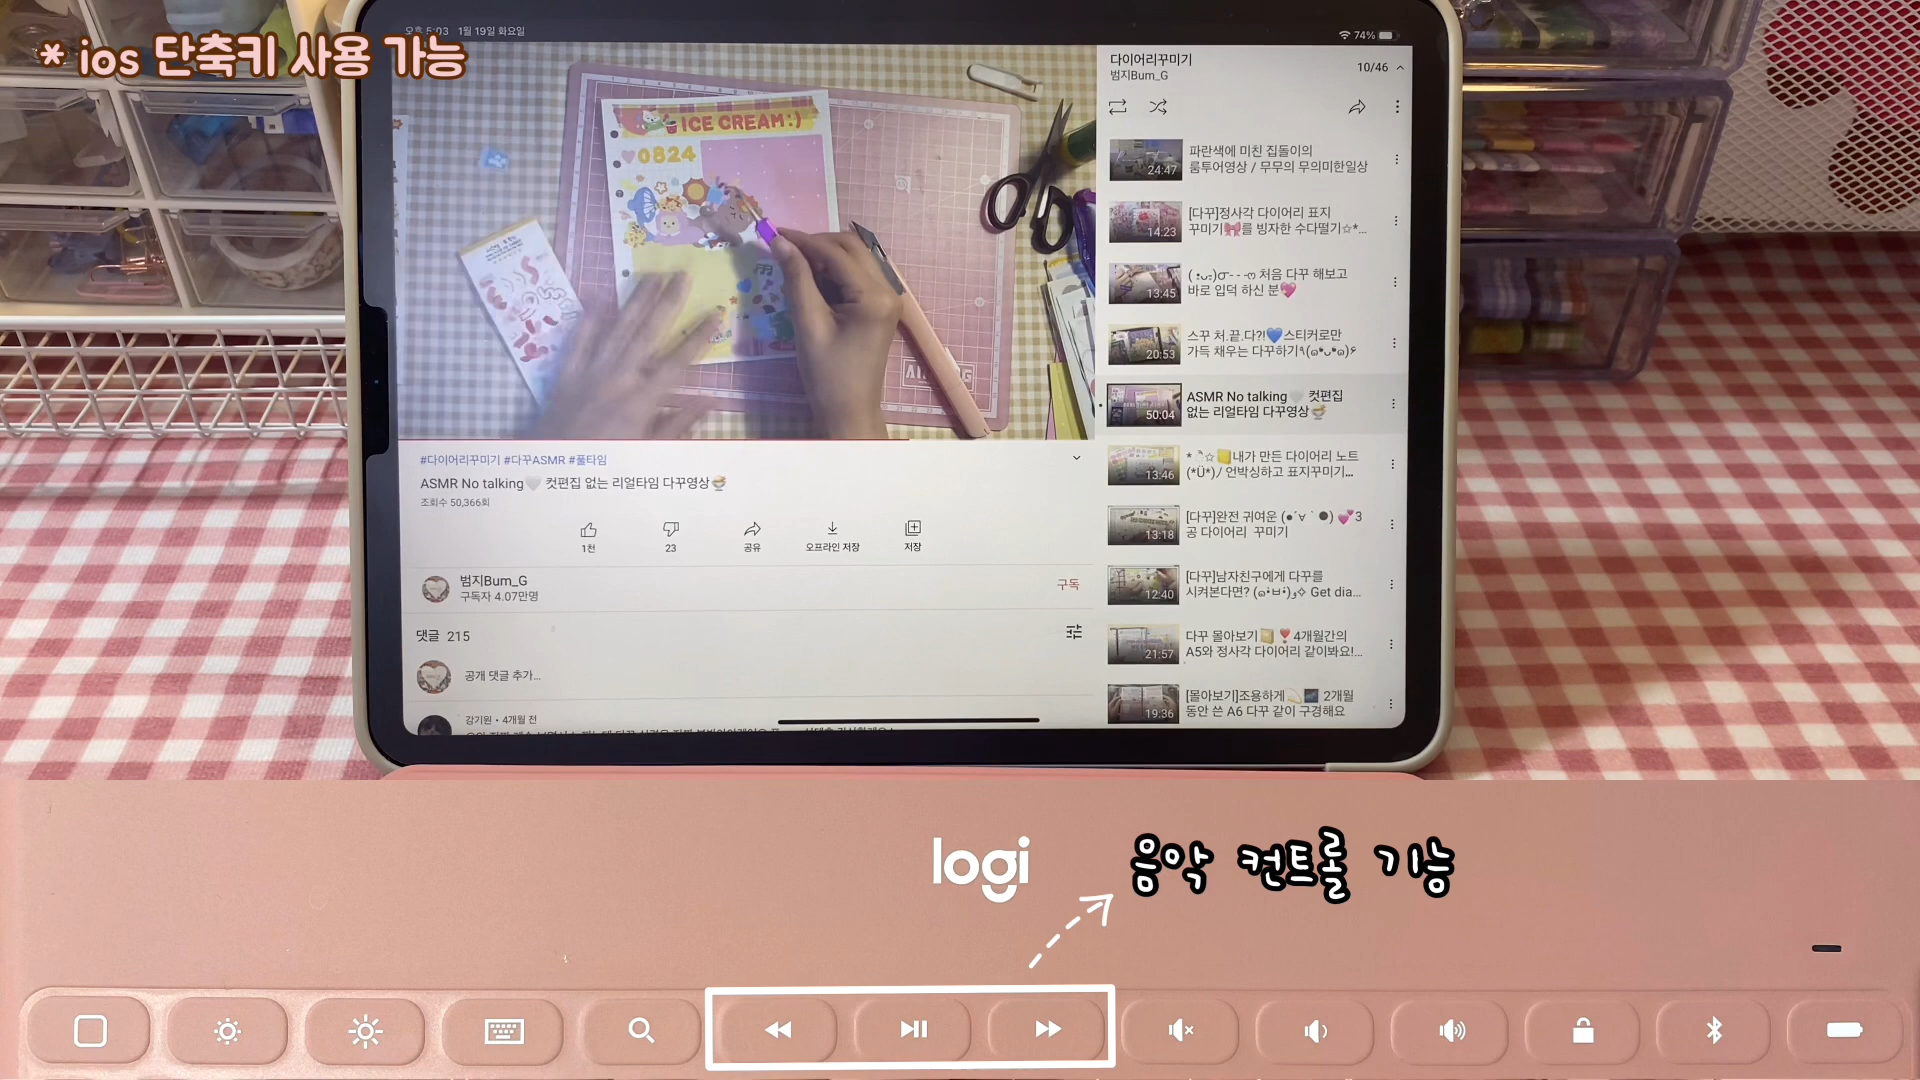 * ios 단축키 사용 가능
오후 5:03 1월 19일 화요일
74%
ICE CREAM:)
0824
다이어리꾸미기
범지Bum_G
10/46
24:47
파란색에 미친 집돌이의
룸투어영상 / 무무의 무의미한일상
14:23
[다꾸]정사각 다이어리 표지
꾸미기🎀를 빙자한 수다떨기☆*...
13:45
처음 다꾸 해보고
바로 입덕 하신 분💖
20:53
스꾸 처.끝.다?!💙스티커로만
가득 채우는 다꾸하기
50:04
ASMR No talking🤍 컷편집
없는 리얼타임 다꾸영상🍜
13:46
내가 만든 다이어리 노트
(*Ü*)ﾉ 언박싱하고 표지꾸미기...
13:18
[다꾸]완전 귀여운 (●´∀｀●) 💕3
공 다이어리 꾸미기
12:40
[다꾸]남자친구에게 다꾸를
시켜본다면? Get dia...
21:57
다꾸 몰아보기📒❣️4개월간의
A5와 정사각 다이어리 같이봐요!...
19:36
[몰아보기]조용하게💫🌌 2개월
동안 쓴 A6 다꾸 같이 구경해요
#다이어리꾸미기 #다꾸ASMR #풀타임
ASMR No talking🤍 컷편집 없는 리얼타임 다꾸영상🍜
조회수 50,366회
1천
23
공유
오프라인 저장
저장
범지Bum_G
구독자 4.07만명
구독
댓글 215
공개 댓글 추가...
강기원 • 4개월 전
logi
음악 컨트롤 기능